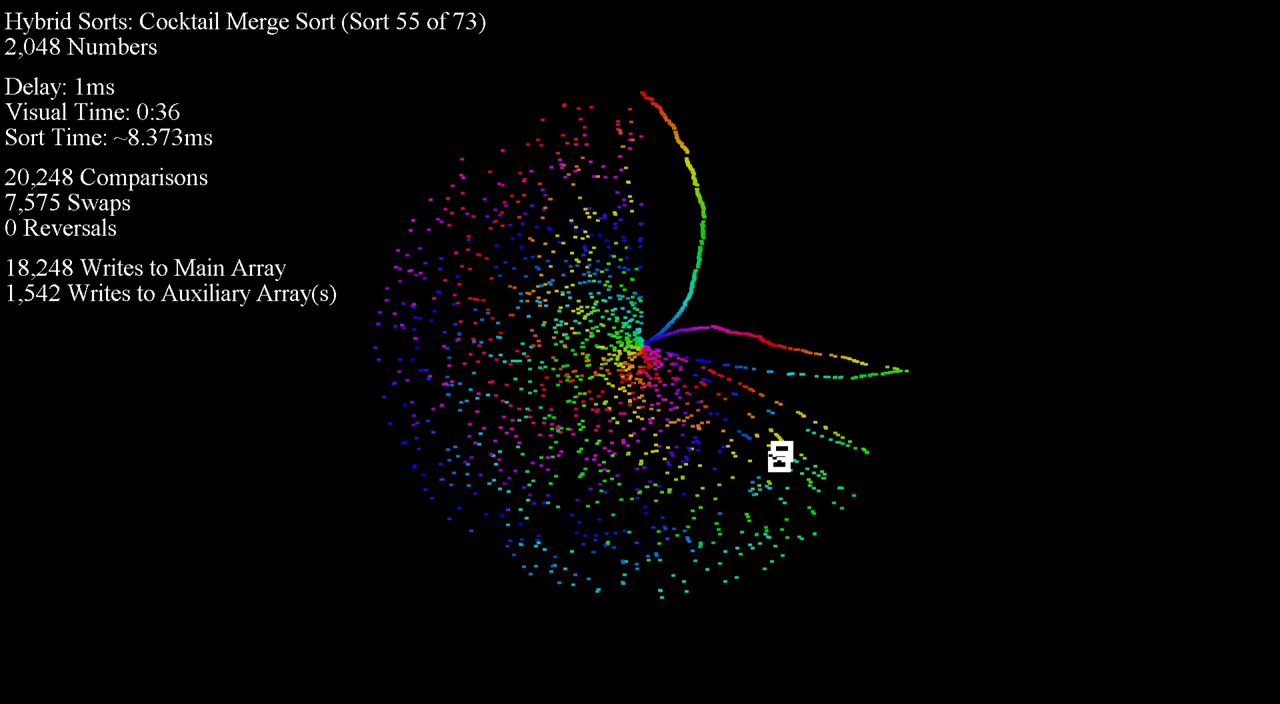 Hybrid Sorts: Cocktail Merge Sort (Sort 55 of 73)
2,048 Numbers
Delay: 1ms
Visual Time: 0:36
Sort Time: ~8.373ms
20,248 Comparisons
7,575 Swaps
0 Reversals
18,248 Writes to Main Array
1,542 Writes to Auxiliary Array(s)